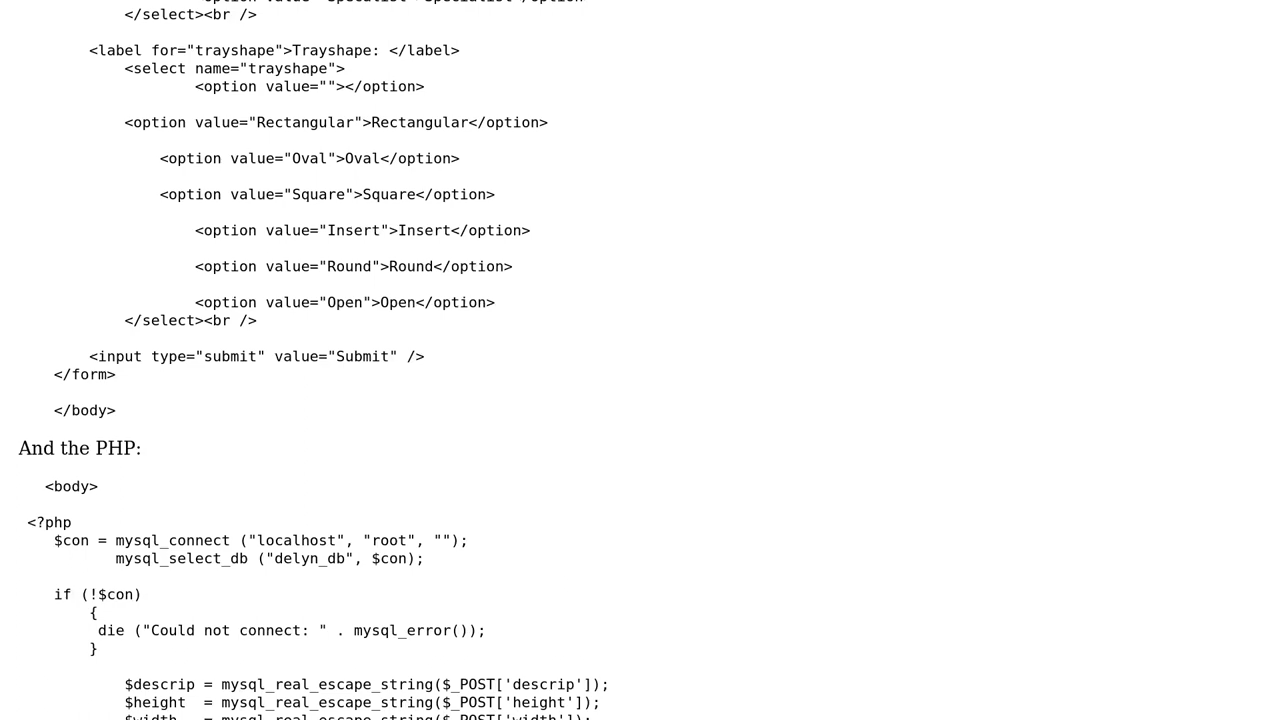 </select><br />
<label for="trayshape">Trayshape: </label>
<select name="trayshape">
<option value=""></option>
<option value="Rectangular">Rectangular</option>
<option value="Oval">Oval</option>
<option value="Square">Square</option>
<option value="Insert">Insert</option>
<option value="Round">Round</option>
<option value="Open">Open</option>
</select><br />
<input type="submit" value="Submit" />
</form>
</body>
And the PHP:
<body>
<?php
$con = mysql_connect ("localhost", "root", "");
mysql_select_db ("delyn_db", $con);
if (!$con)
{
die ("Could not connect: " . mysql_error());
}
$descrip = mysql_real_escape_string($_POST['descrip']);
$height  = mysql_real_escape_string($_POST['height']);
$width   = mysql_real_escape_string($_POST['width']);